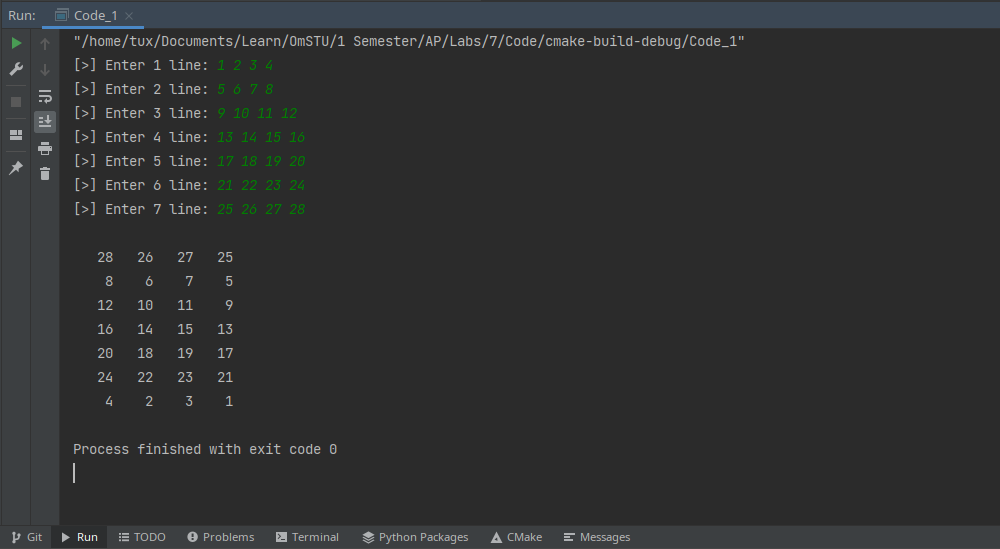 Run: Code_1
"/home/tux/Documents/Learn/OmSTU/1 Semester/AP/Labs/7/Code/cmake-build-debug/Code_1"
[>] Enter 1 line: 1 2 3 4
[>] Enter 2 line: 5 6 7 8
[>] Enter 3 line: 9 10 11 12
[>] Enter 4 line: 13 14 15 16
[>] Enter 5 line: 17 18 19 20
[>] Enter 6 line: 21 22 23 24
[>] Enter 7 line: 25 26 27 28
28 26 27 25
8 6 7 5
12 10 11 9
16 14 15 13
20 18 19 17
24 22 23 21
4 2 3 1
Process finished with exit code 0
Git Run TODO Problems Terminal Python Packages CMake Messages